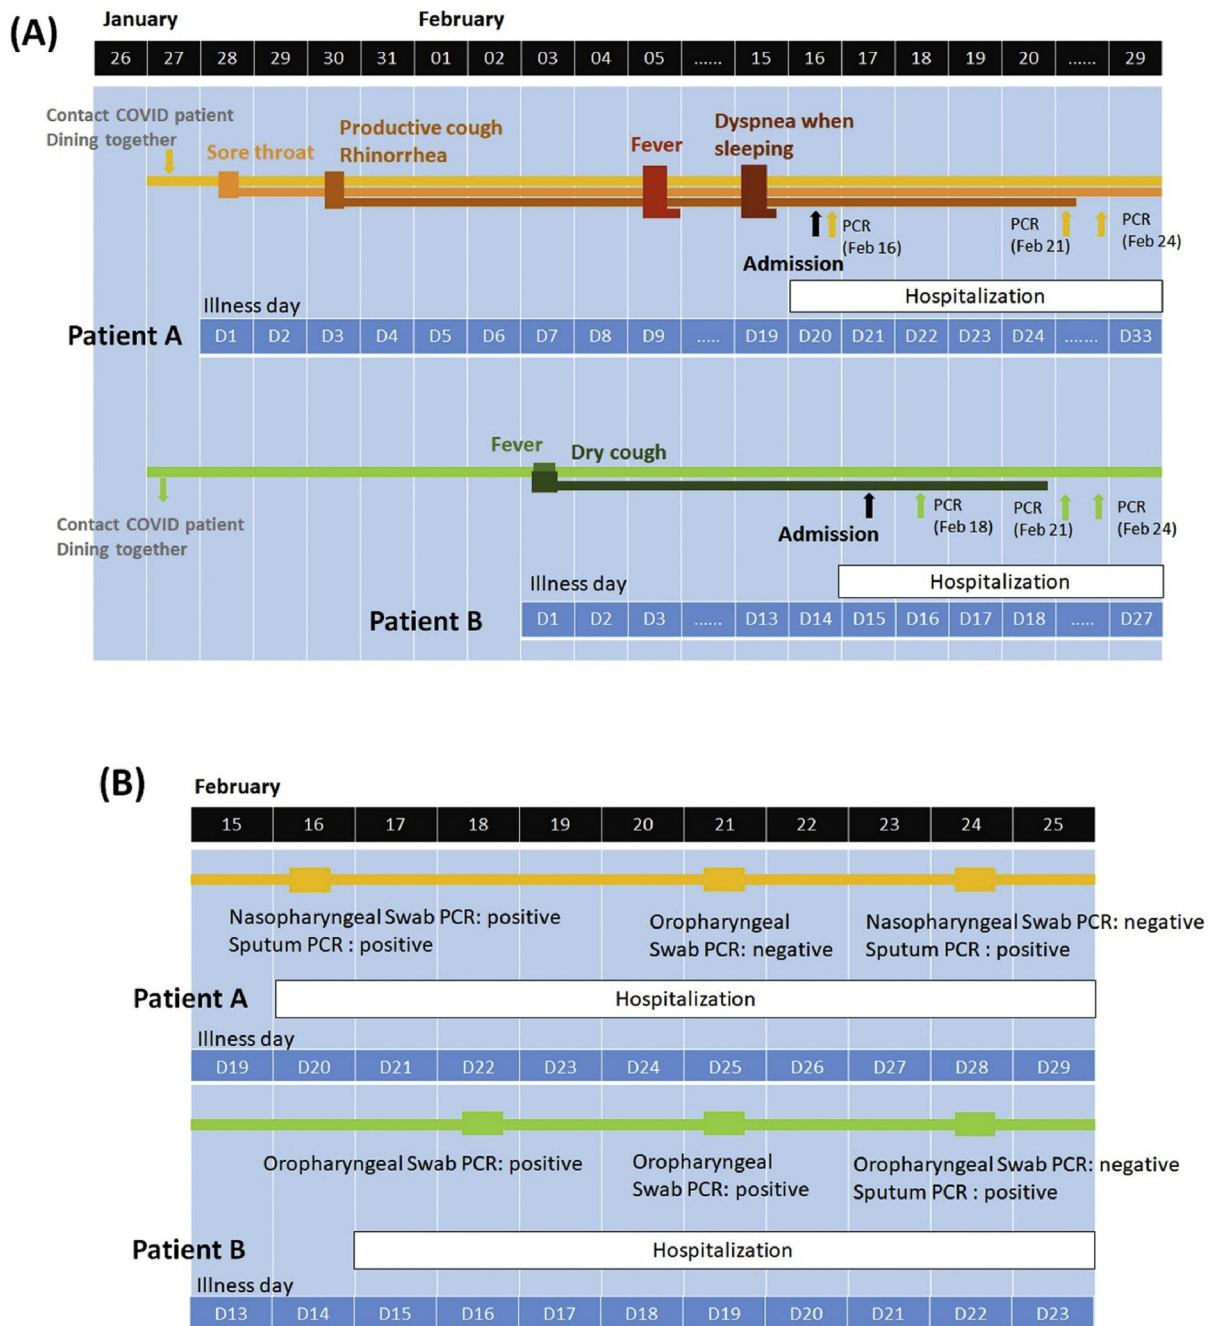 (A)
January February
26 27 28 29 30 31 01 02 03 04 05 ...... 15 16 17 18 19 20 ...... 29
Contact COVID patient
Dining together
Sore throat
Productive cough
Rhinorrhea
Fever
Dyspnea when
sleeping
PCR
(Feb 16)
PCR
(Feb 21)
PCR
(Feb 24)
Admission
Hospitalization
Illness day
Patient A
D1 D2 D3 D4 D5 D6 D7 D8 D9 ..... D19 D20 D21 D22 D23 D24 ....... D33
Fever
Dry cough
Contact COVID patient
Dining together
Admission
PCR
(Feb 18)
PCR
(Feb 21)
PCR
(Feb 24)
Hospitalization
Illness day
Patient B
D1 D2 D3 ...... D13 D14 D15 D16 D17 D18 ..... D27
(B)
February
15 16 17 18 19 20 21 22 23 24 25
Nasopharyngeal Swab PCR: positive
Sputum PCR : positive
Oropharyngeal
Swab PCR: negative
Nasopharyngeal Swab PCR: negative
Sputum PCR : positive
Patient A
Hospitalization
Illness day
D19 D20 D21 D22 D23 D24 D25 D26 D27 D28 D29
Oropharyngeal Swab PCR: positive
Oropharyngeal
Swab PCR: positive
Oropharyngeal Swab PCR: negative
Sputum PCR : positive
Patient B
Hospitalization
Illness day
D13 D14 D15 D16 D17 D18 D19 D20 D21 D22 D23